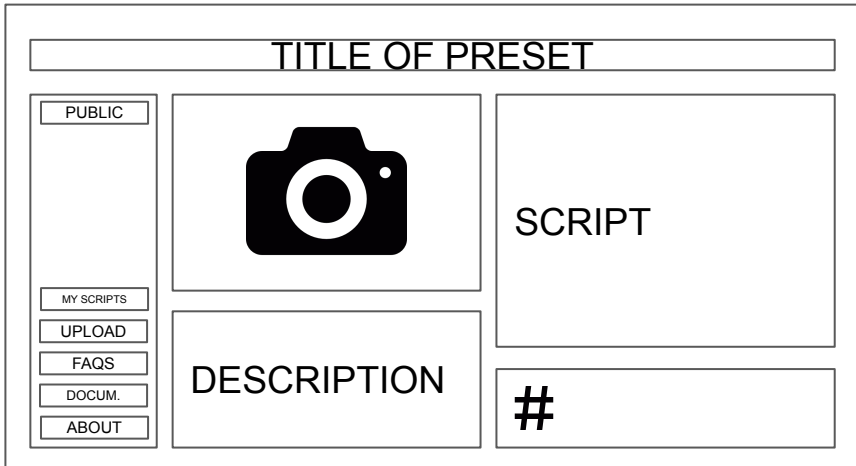 TITLE OF PRESET
PUBLIC
MY SCRIPTS
UPLOAD
FAQS
DOCUM.
ABOUT
DESCRIPTION
SCRIPT
#